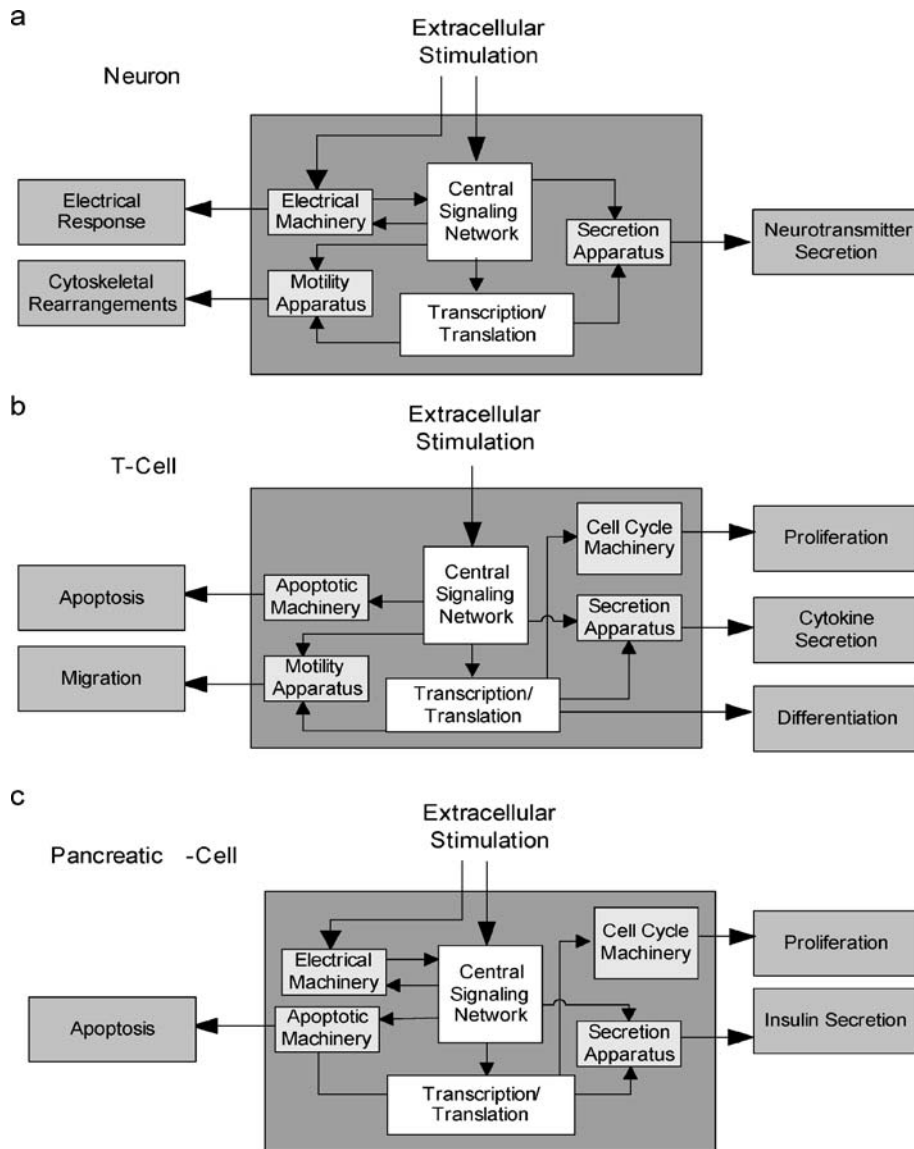 a
Extracellular
Stimulation
Neuron
Electrical
Response
Electrical
Machinery
Central
Signaling
Network
Secretion
Apparatus
Neurotransmitter
Secretion
Cytoskeletal
Rearrangements
Motility
Apparatus
Transcription/
Translation
b
Extracellular
Stimulation
T-Cell
Cell Cycle
Machinery
Proliferation
Apoptosis
Apoptotic
Machinery
Central
Signaling
Network
Secretion
Apparatus
Cytokine
Secretion
Migration
Motility
Apparatus
Transcription/
Translation
Differentiation
c
Extracellular
Stimulation
Pancreatic -Cell
Cell Cycle
Machinery
Proliferation
Electrical
Machinery
Central
Signaling
Network
Apoptosis
Apoptotic
Machinery
Secretion
Apparatus
Insulin Secretion
Transcription/
Translation